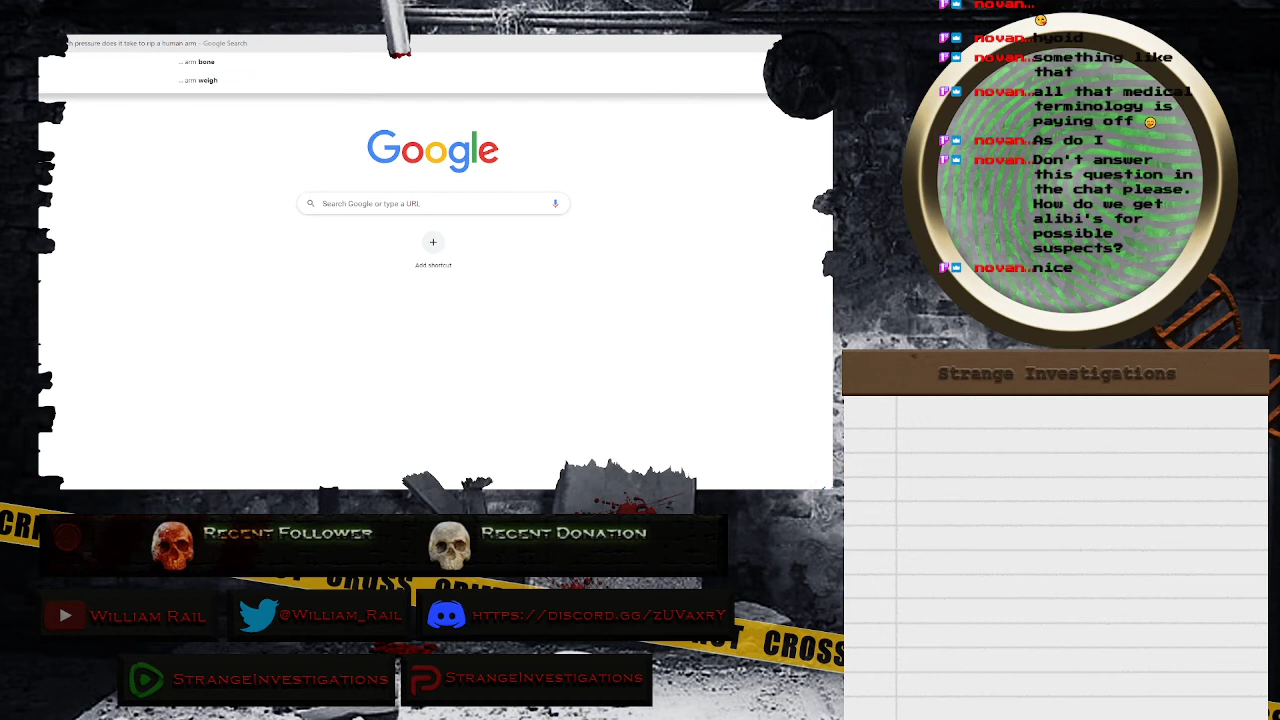 h pressure does it take to rip a human arm - Google Search
... arm bone
... arm weigh
Google
Search Google or type a URL
Add shortcut
novan...
novan...hyoid
novan...something like
that
novan...all that medical
terminology is
paying off
novan...As do I
novan...Don't answer
this question in
the chat please.
How do we get
alibi's for
possible
suspects?
novan...nice
Strange Investigations
CRI
Recent Follower
Recent Donation
CROSS
William Rail
@William_Rail
https://discord.gg/zUVaxrY
NOT CROSS
StrangeInvestigations
StrangeInvestigations